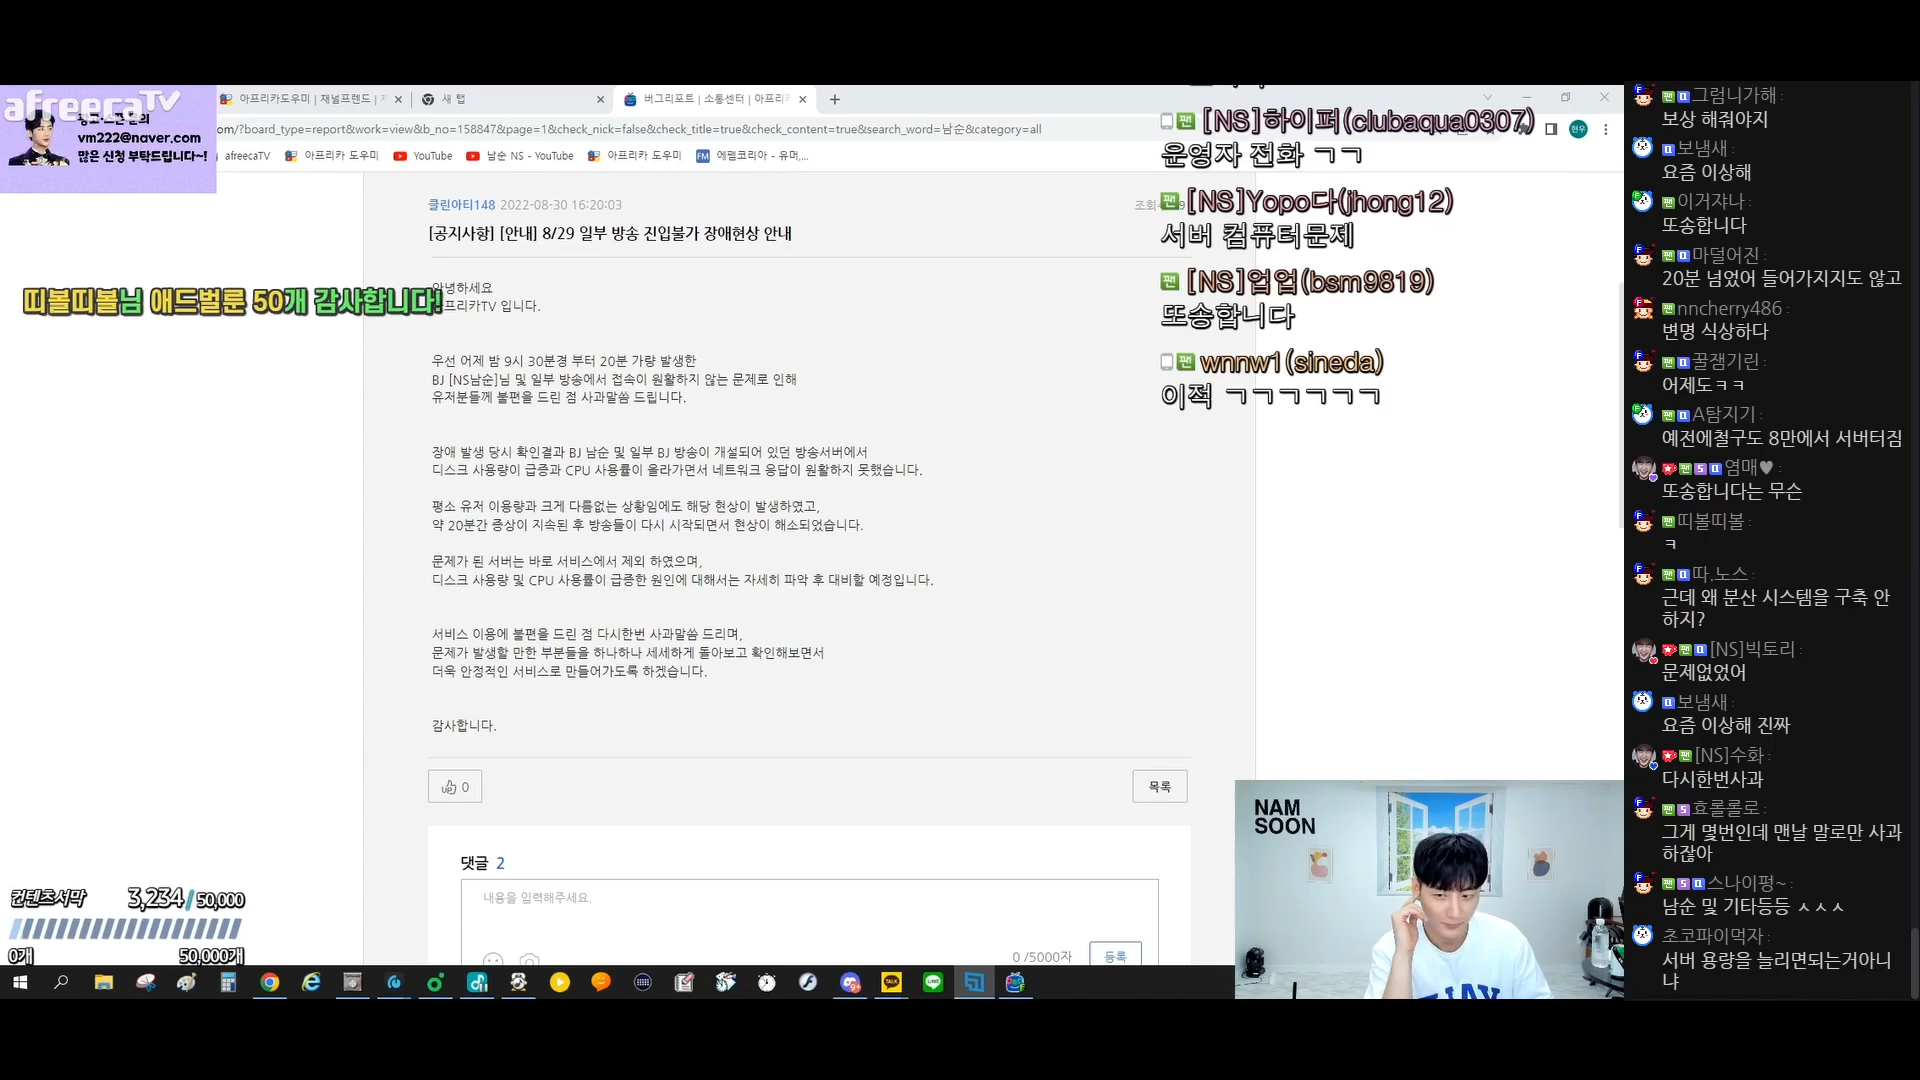 afreecaTV
vm222@naver.com
많은 신청 부탁드립니다~!
아프리카도우미 | 채널프렌드 |
새 탭
버그리포트 | 소통센터 | 아프리
om/?board_type=report&work=view&b_no=158847&page=1&check_nick=false&check_title=true&check_content=true&search_word=남순&category=all
afreecaTV
아프리카 도우미
YouTube
남순 NS - YouTube
아프리카 도우미
FM
에펨코리아 - 유머,...
클린아티148 2022-08-30 16:20:03
[공지사항] [안내] 8/29 일부 방송 진입불가 장애현상 안내
안녕하세요
프리카TV 입니다.
띠볼띠볼님 애드벌룬 50개 감사합니다!
우선 어제 밤 9시 30분경 부터 20분 가량 발생한
BJ [NS남순]님 및 일부 방송에서 접속이 원활하지 않는 문제로 인해
유저분들께 불편을 드린 점 사과말씀 드립니다.
장애 발생 당시 확인결과 BJ 남순 및 일부 BJ 방송이 개설되어 있던 방송서버에서
디스크 사용량이 급증과 CPU 사용률이 올라가면서 네트워크 응답이 원활하지 못했습니다.
평소 유저 이용량과 크게 다름없는 상황임에도 해당 현상이 발생하였고,
약 20분간 증상이 지속된 후 방송들이 다시 시작되면서 현상이 해소되었습니다.
문제가 된 서버는 바로 서비스에서 제외 하였으며,
디스크 사용량 및 CPU 사용률이 급증한 원인에 대해서는 자세히 파악 후 대비할 예정입니다.
서비스 이용에 불편을 드린 점 다시한번 사과말씀 드리며,
문제가 발생할 만한 부분들을 하나하나 세세하게 돌아보고 확인해보면서
더욱 안정적인 서비스로 만들어가도록 하겠습니다.
감사합니다.
0
목록
댓글 2
내용을 입력해주세요.
0 /5000자
등록
컨텐츠서막 3,234/50,000
0개 50,000개
[NS]하이퍼(clubaqua0307)
운영자 전화 ㄱㄱ
팬 [NS]Yopo다(jhong12)
서버 컴퓨터문제
팬 [NS]업업(bsm9819)
또송합니다
팬 wnnw1(sineda)
이적 ㄱㄱㄱㄱㄱㄱ
NAM
SOON
그럼니가해 :
보상 해줘야지
보냄새 :
요즘 이상해
이거쟈나 :
또송합니다
마덜어진 :
20분 넘었어 들어가지지도 않고
nncherry486 :
변명 식상하다
꿀잼기린 :
어제도ㅋㅋ
A탐지기 :
예전에철구도 8만에서 서버터짐
염매♥ :
또송합니다는 무슨
띠볼띠볼 :
ㅋ
따.노스 :
근데 왜 분산 시스템을 구축 안
하지?
[NS]빅토리 :
문제없었어
보냄새 :
요즘 이상해 진짜
[NS]수화 :
다시한번사과
효롤롤로 :
그게 몇번인데 맨날 말로만 사과
하잖아
스나이펑~ :
남순 및 기타등등 ㅅㅅㅅ
초코파이먹자 :
서버 용량을 늘리면되는거아니
냐